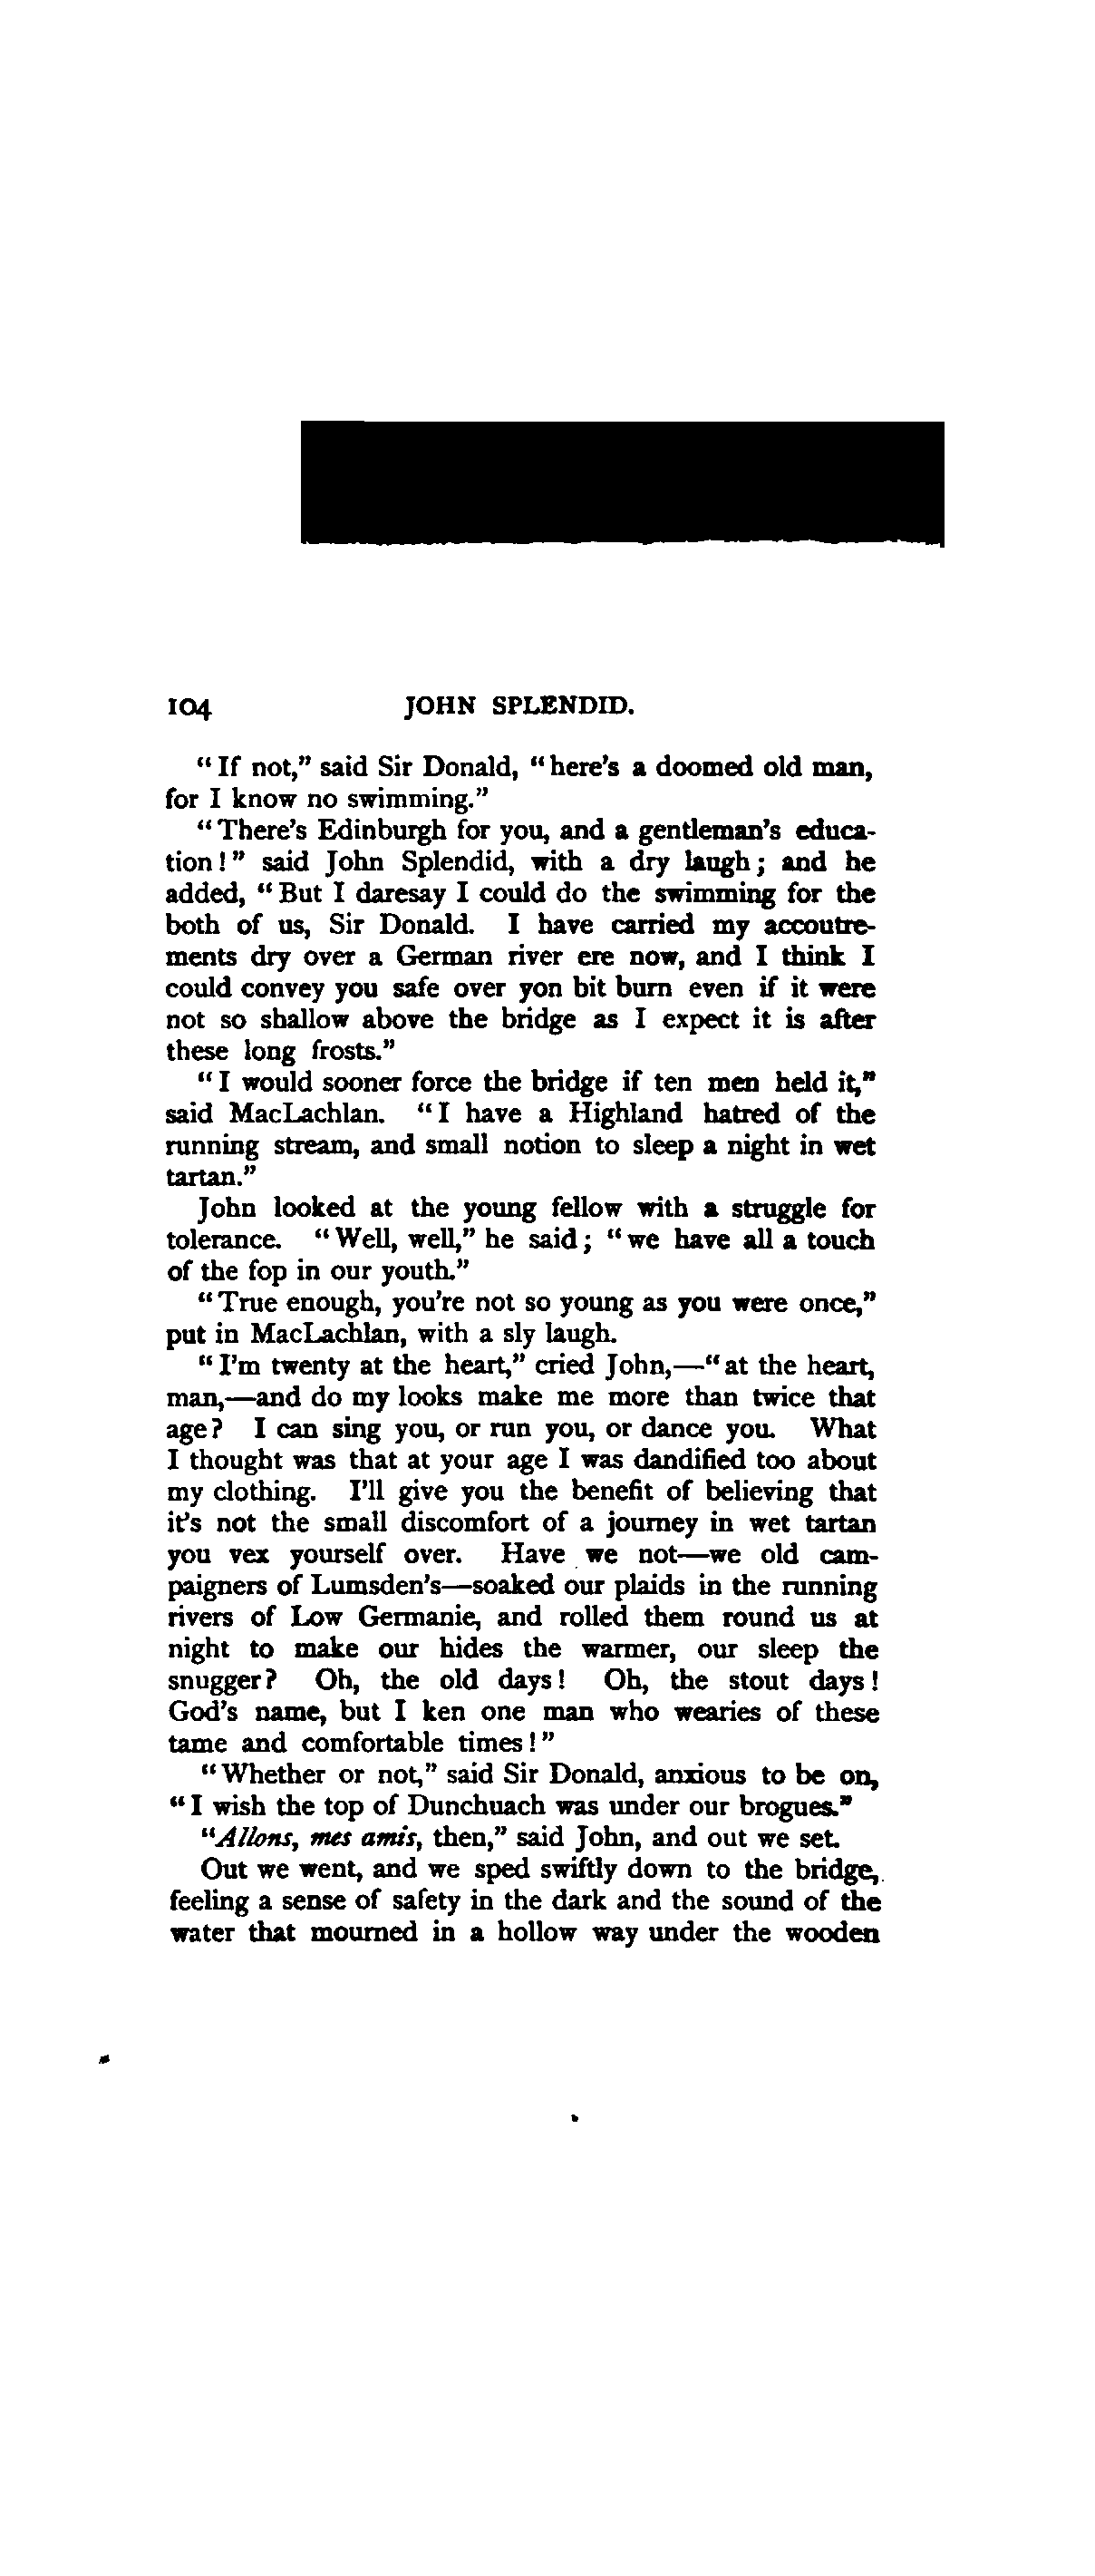 104 JOHN SPLENDID.
“If not,” said Sir Donald, “here's a doomed old man,
for I know no swimming.”
“There's Edinburgh for you, and a gentleman's educa-
tion!” said John Splendid, with a dry laugh; and he
added, “But I daresay I could do the swimming for the
both of us, Sir Donald. I have carried my accoutre-
ments dry over a German river ere now, and I think I
could convey you safe over yon bit burn even if it were
not so shallow above the bridge as I expect it is after
these long frosts.”
“I would sooner force the bridge if ten men held it,”
said MacLachlan. “I have a Highland hatred of the
running stream, and small notion to sleep a night in wet
tartan.”
John looked at the young fellow with a struggle for
tolerance. “Well, well,” he said; “we have all a touch
of the fop in our youth.”
“True enough, you're not so young as you were once,”
put in MacLachlan, with a sly laugh.
“I'm twenty at the heart,” cried John,—“at the heart,
man,—and do my looks make me more than twice that
age? I can sing you, or run you, or dance you. What
I thought was that at your age I was dandified too about
my clothing. I'll give you the benefit of believing that
it's not the small discomfort of a journey in wet tartan
you vex yourself over. Have we not—we old cam-
paigners of Lumsden's—soaked our plaids in the running
rivers of Low Germanie, and rolled them round us at
night to make our hides the warmer, our sleep the
snugger? Oh, the old days! Oh, the stout days!
God's name, but I ken one man who wearies of these
tame and comfortable times!”
“Whether or not,” said Sir Donald, anxious to be on,
“I wish the top of Dunchuach was under our brogues.”
“Allons, mes amis, then,” said John, and out we set.
Out we went, and we sped swiftly down to the bridge,
feeling a sense of safety in the dark and the sound of the
water that mourned in a hollow way under the wooden